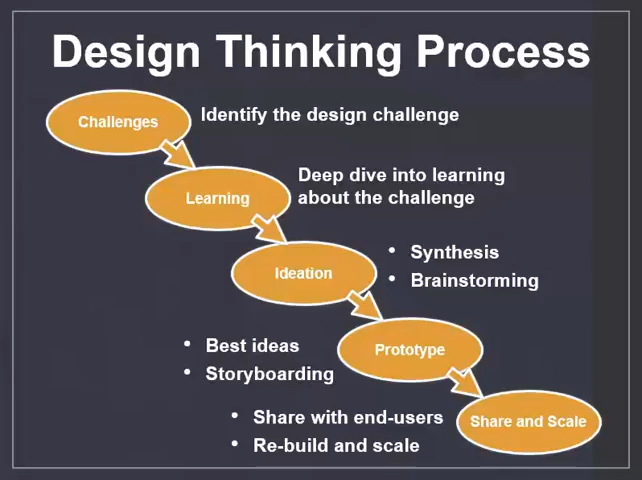 Design Thinking Process
Challenges
Identify the design challenge
Learning
Deep dive into learning
about the challenge
Ideation
• Synthesis
• Brainstorming
Prototype
• Best ideas
• Storyboarding
Share and Scale
• Share with end-users
• Re-build and scale